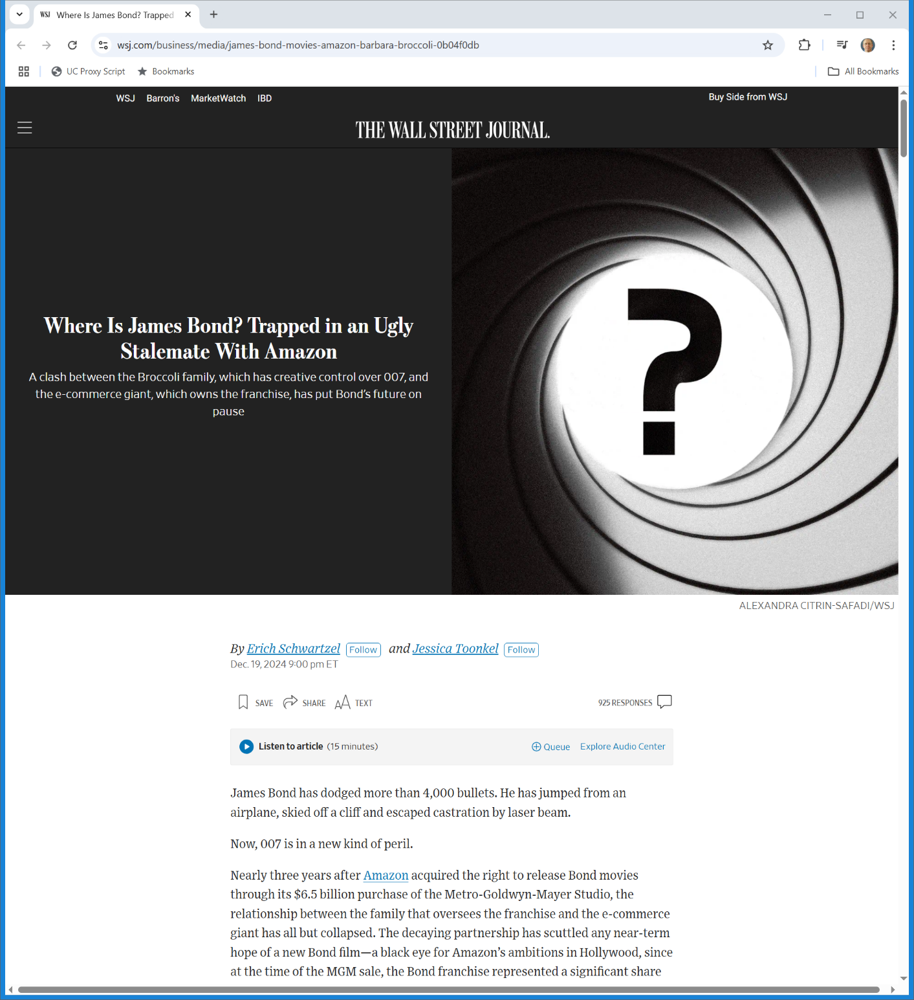 WSJ Where Is James Bond? Trapped
wsj.com/business/media/james-bond-movies-amazon-barbara-broccoli-0b04f0db
UC Proxy Script Bookmarks All Bookmarks
WSJ Barron's MarketWatch IBD Buy Side from WSJ
THE WALL STREET JOURNAL.
Where Is James Bond? Trapped in an Ugly
Stalemate With Amazon
A clash between the Broccoli family, which has creative control over 007, and
the e-commerce giant, which owns the franchise, has put Bond’s future on
pause
?
ALEXANDRA CITRIN-SAFADI/WSJ
By Erich Schwartzel Follow and Jessica Toonkel Follow
Dec. 19, 2024 9:00 pm ET
SAVE SHARE AA TEXT 925 RESPONSES
Listen to article (15 minutes) Queue Explore Audio Center
James Bond has dodged more than 4,000 bullets. He has jumped from an
airplane, skied off a cliff and escaped castration by laser beam.
Now, 007 is in a new kind of peril.
Nearly three years after Amazon acquired the right to release Bond movies
through its $6.5 billion purchase of the Metro-Goldwyn-Mayer Studio, the
relationship between the family that oversees the franchise and the e-commerce
giant has all but collapsed. The decaying partnership has scuttled any near-term
hope of a new Bond film—a black eye for Amazon’s ambitions in Hollywood, since
at the time of the MGM sale, the Bond franchise represented a significant share